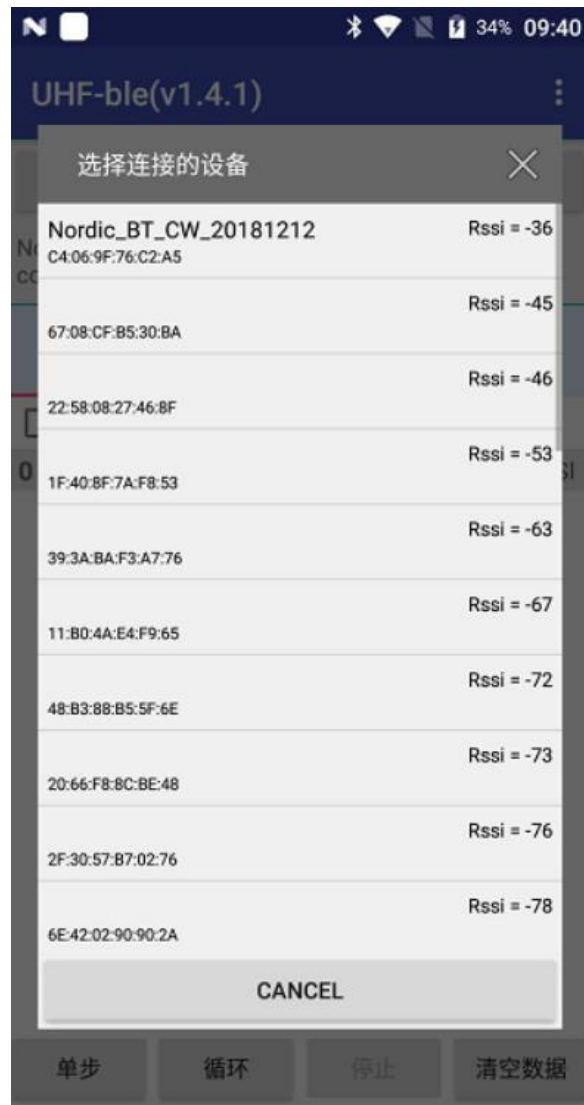 34% 09:40
UHF-ble(v1.4.1)
选择连接的设备
Nordic_BT_CW_20181212 Rssi = -36
C4:06:9F:76:C2:A5
Rssi = -45
67:08:CF:B5:30:BA
Rssi = -46
22:58:08:27:46:8F
Rssi = -53
1F:40:8F:7A:F8:53
Rssi = -63
39:3A:BA:F3:A7:76
Rssi = -67
11:B0:4A:E4:F9:65
Rssi = -72
48:B3:88:B5:5F:6E
Rssi = -73
20:66:F8:8C:BE:48
Rssi = -76
2F:30:57:B7:02:76
Rssi = -78
6E:42:02:90:90:2A
CANCEL
单步 循环 停止 清空数据